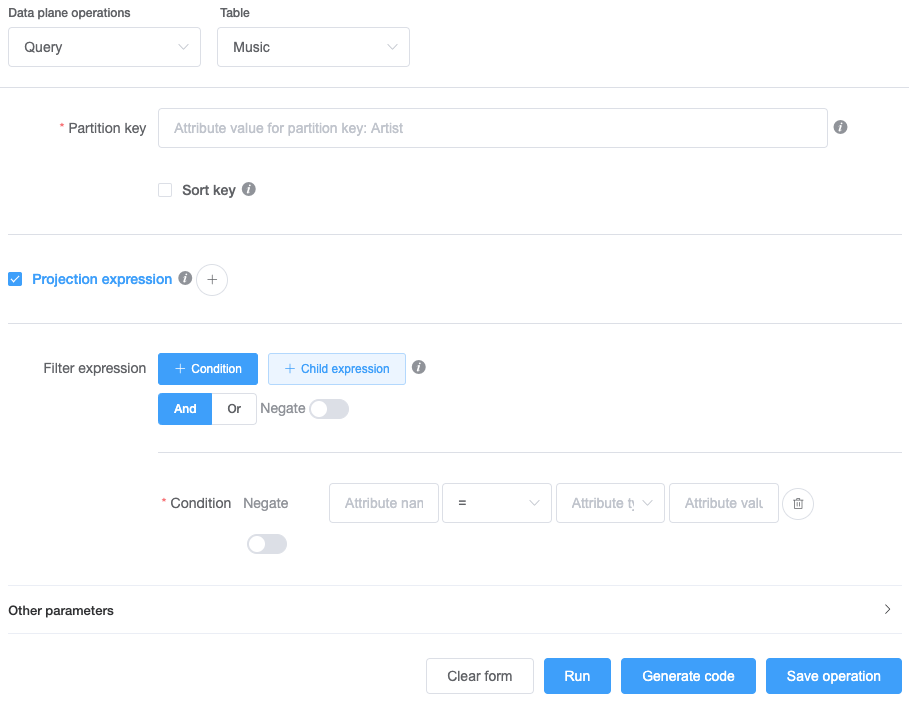 Data plane operations Table
Query Music
* Partition key Attribute value for partition key: Artist
Sort key
Projection expression
Filter expression + Condition + Child expression
And Or Negate
* Condition Negate Attribute nan = Attribute ty Attribute valu
Other parameters
Clear form Run Generate code Save operation